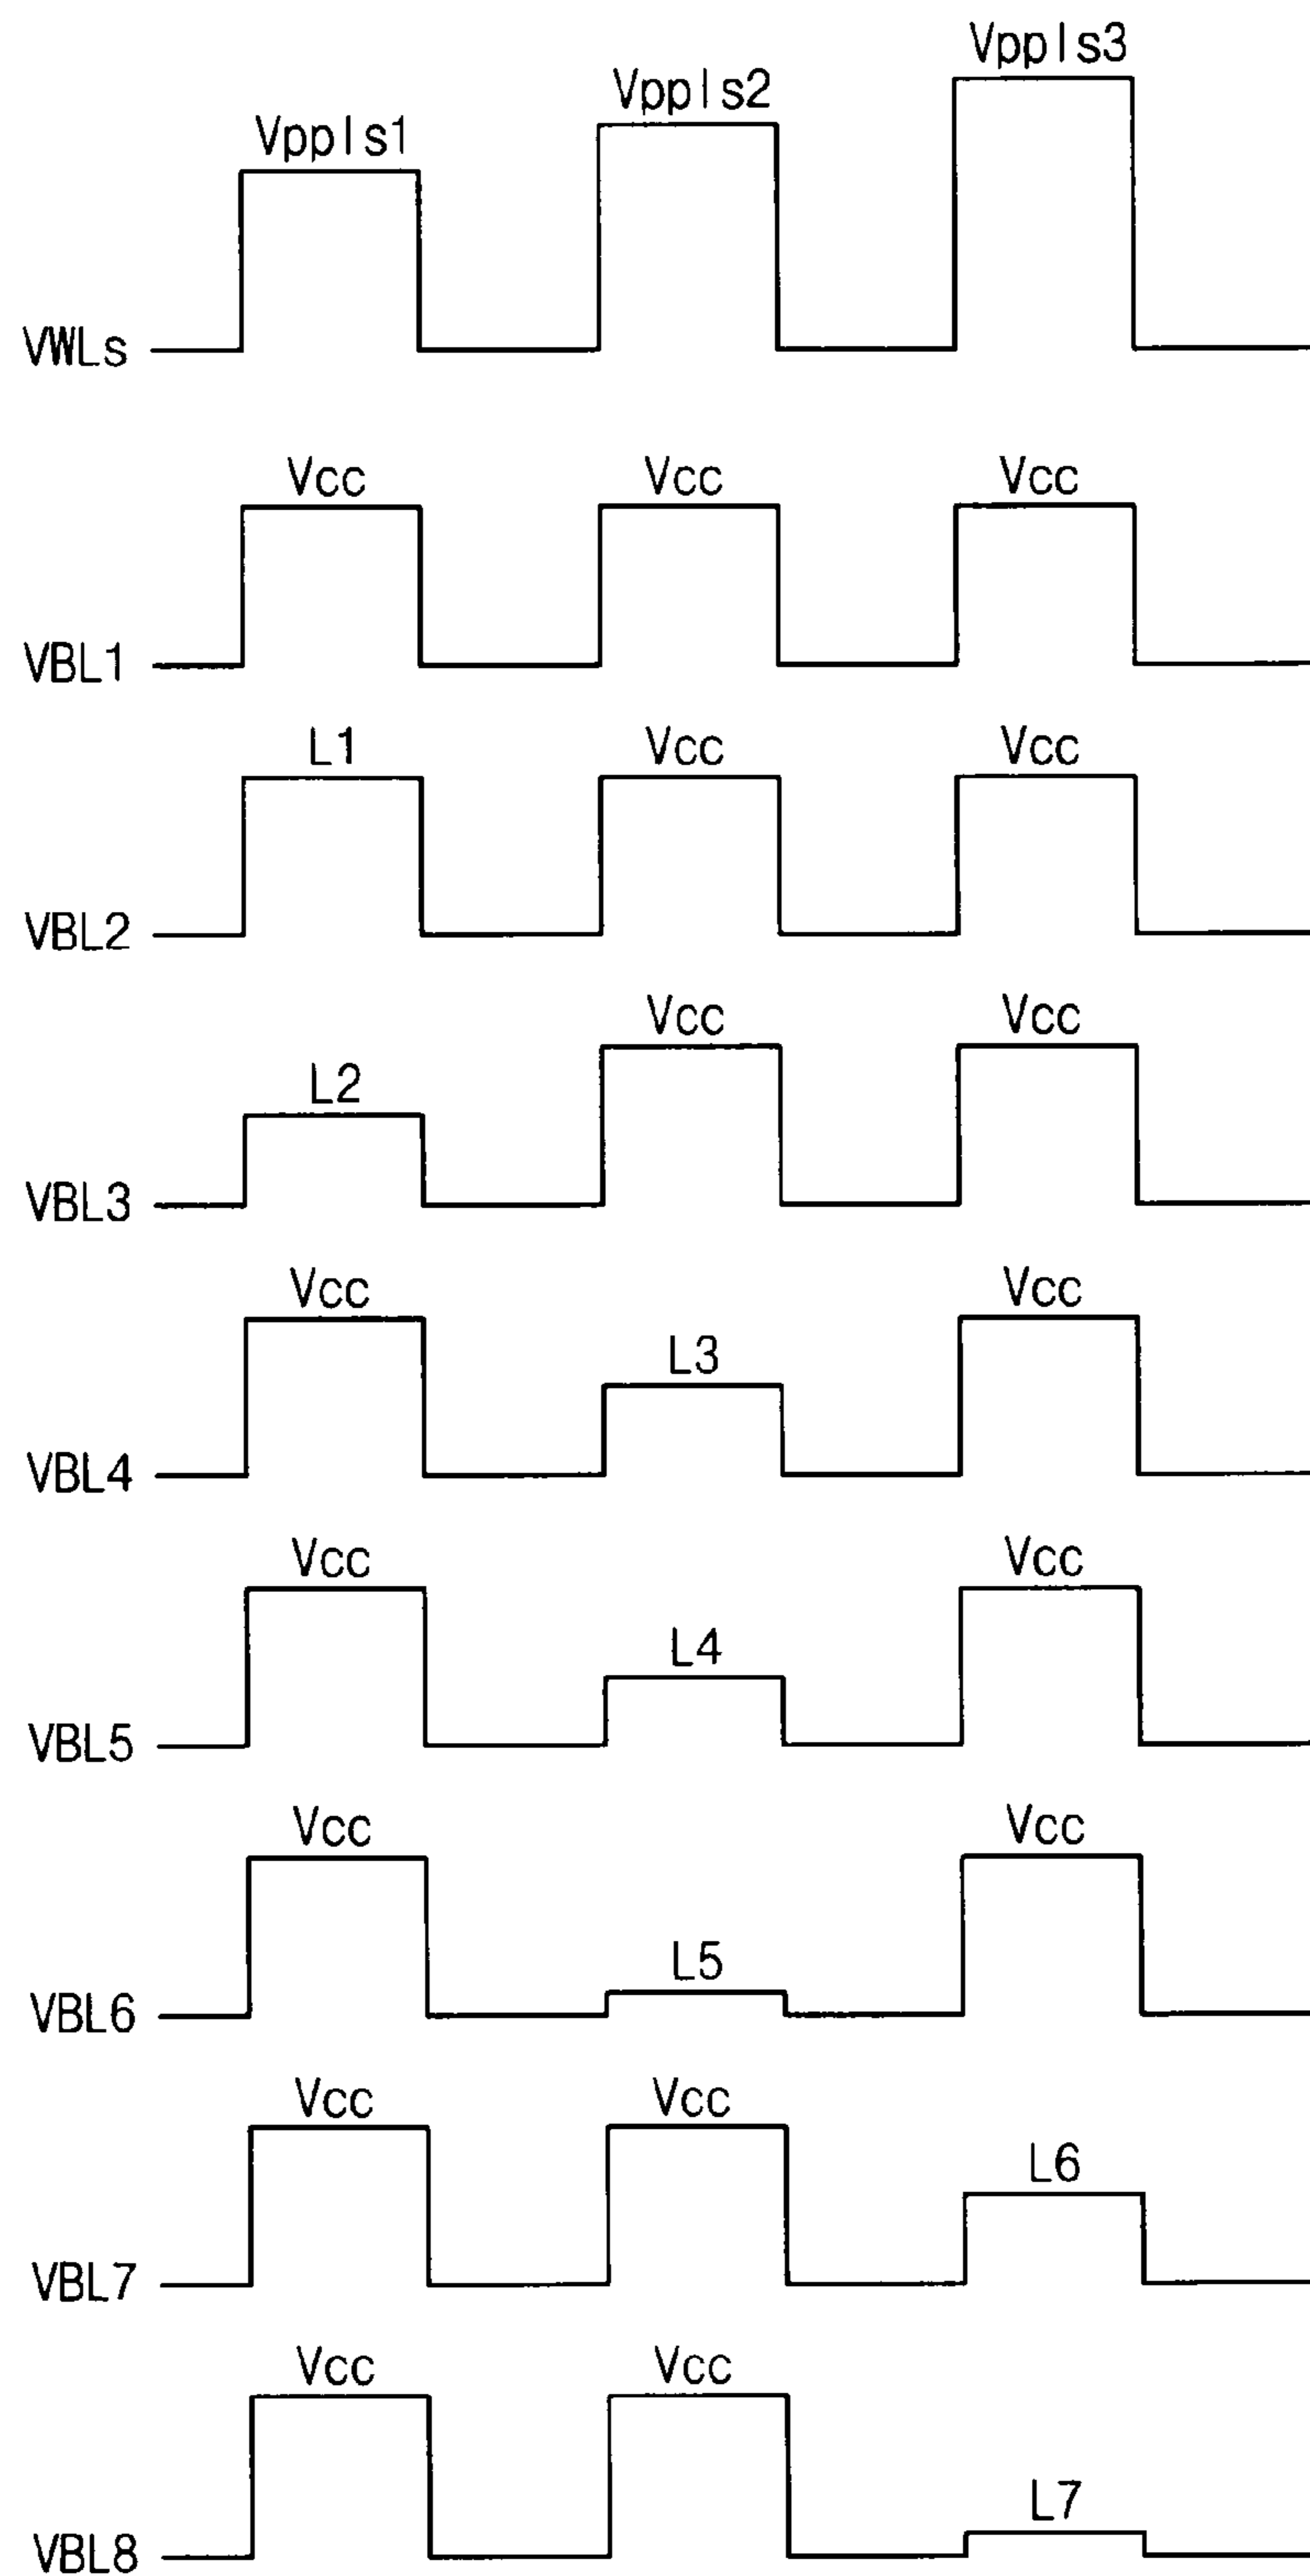 Vppls1 Vppls2 Vppls3
VWLs
Vcc Vcc Vcc
VBL1
L1 Vcc Vcc
VBL2
L2 Vcc Vcc
VBL3
Vcc L3 Vcc
VBL4
Vcc L4 Vcc
VBL5
Vcc L5 Vcc
VBL6
Vcc Vcc L6
VBL7
Vcc Vcc L7
VBL8